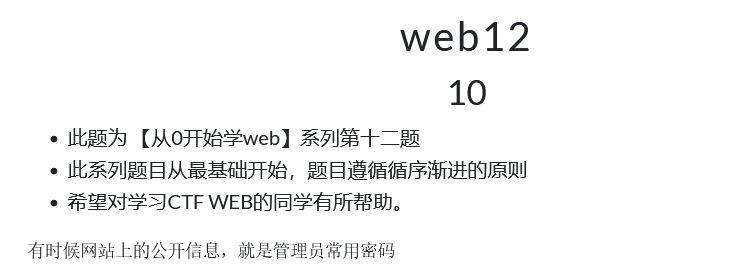 web12
10
此题为 【从0开始学web】系列第十二题
此系列题目从最基础开始，题目遵循循序渐进的原则
希望对学习CTF WEB的同学有所帮助。
有时候网站上的公开信息，就是管理员常用密码